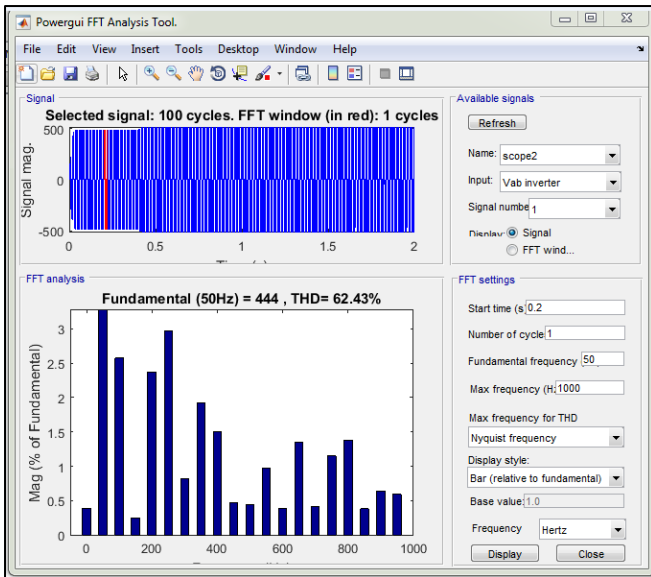 Powergui FFT Analysis Tool.
File Edit View Insert Tools Desktop Window Help
Signal
Selected signal: 100 cycles. FFT window (in red): 1 cycles
Signal mag.
500
0
-500
0 0.5 1 1.5 2
FFT analysis
Fundamental (50Hz) = 444 , THD= 62.43%
Mag (% of Fundamental)
3
2.5
2
1.5
1
0.5
0
0 200 400 600 800 1000
Available signals
Refresh
Name: scope2
Input: Vab inverter
Signal number 1
Display: Signal
FFT wind...
FFT settings
Start time (s 0.2
Number of cycle 1
Fundamental frequency 50
Max frequency (H: 1000
Max frequency for THD
Nyquist frequency
Display style:
Bar (relative to fundamental)
Base value: 1.0
Frequency Hertz
Display Close